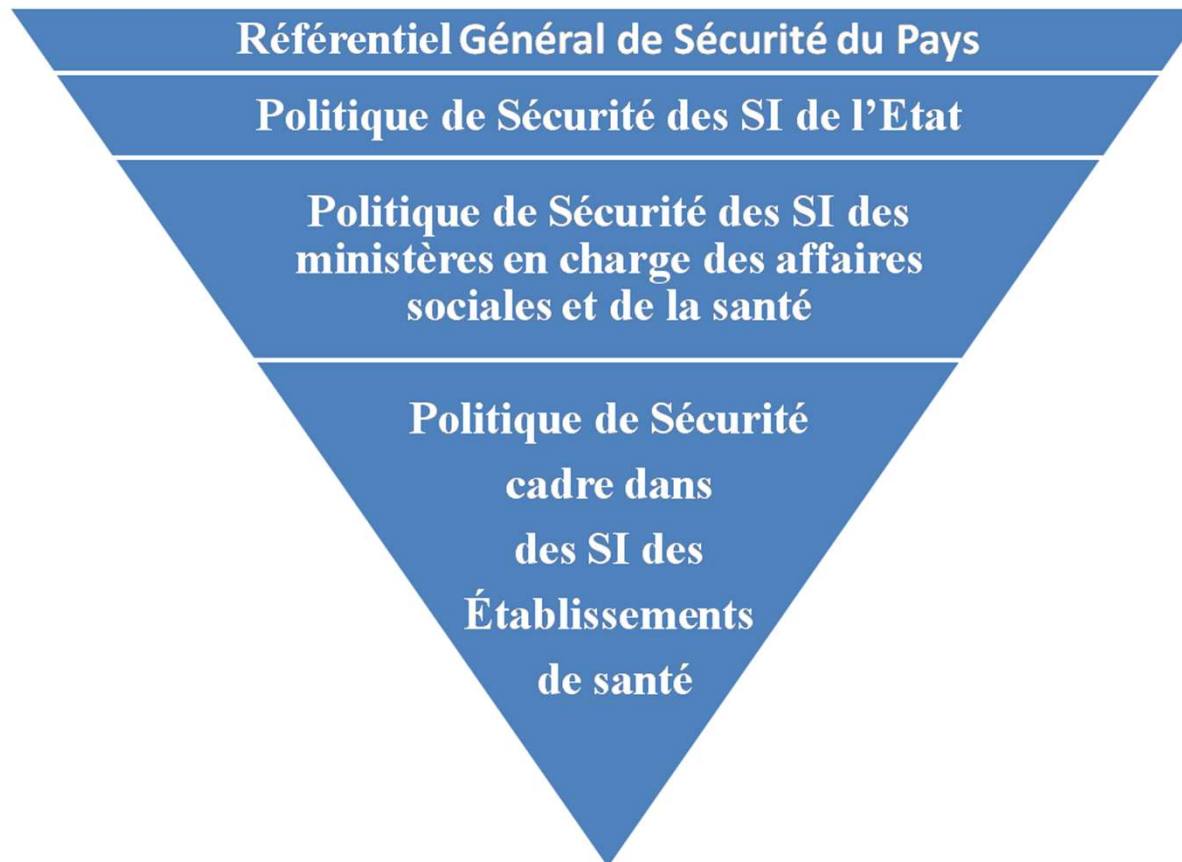 Référentiel Général de Sécurité du Pays
Politique de Sécurité des SI de l’Etat
Politique de Sécurité des SI des
ministères en charge des affaires
sociales et de la santé
Politique de Sécurité
cadre dans
des SI des
Établissements
de santé